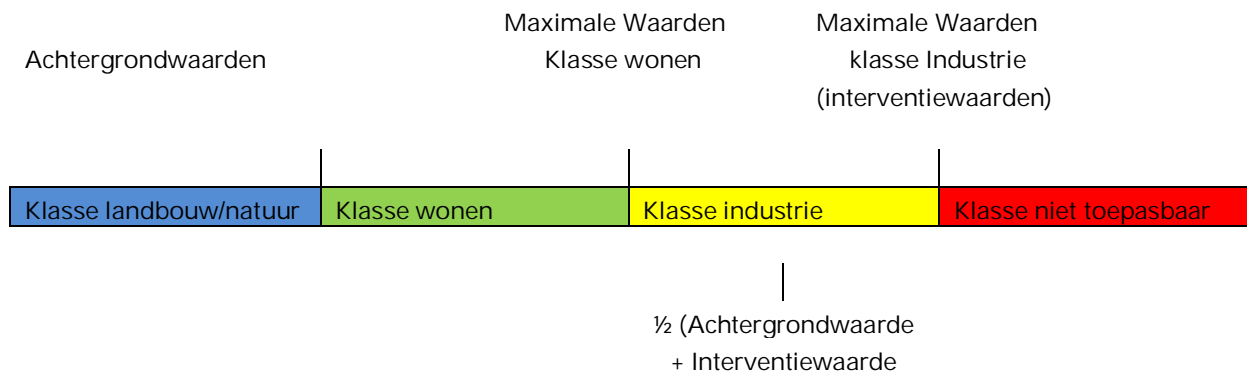 Achtergrondwaarden
Maximale Waarden
Klasse wonen
Maximale Waarden
klasse Industrie
(interventiewaarden)
Klasse landbouw/natuur
Klasse wonen
Klasse industrie
Klasse niet toepasbaar
½ (Achtergrondwaarde
+ Interventiewaarde